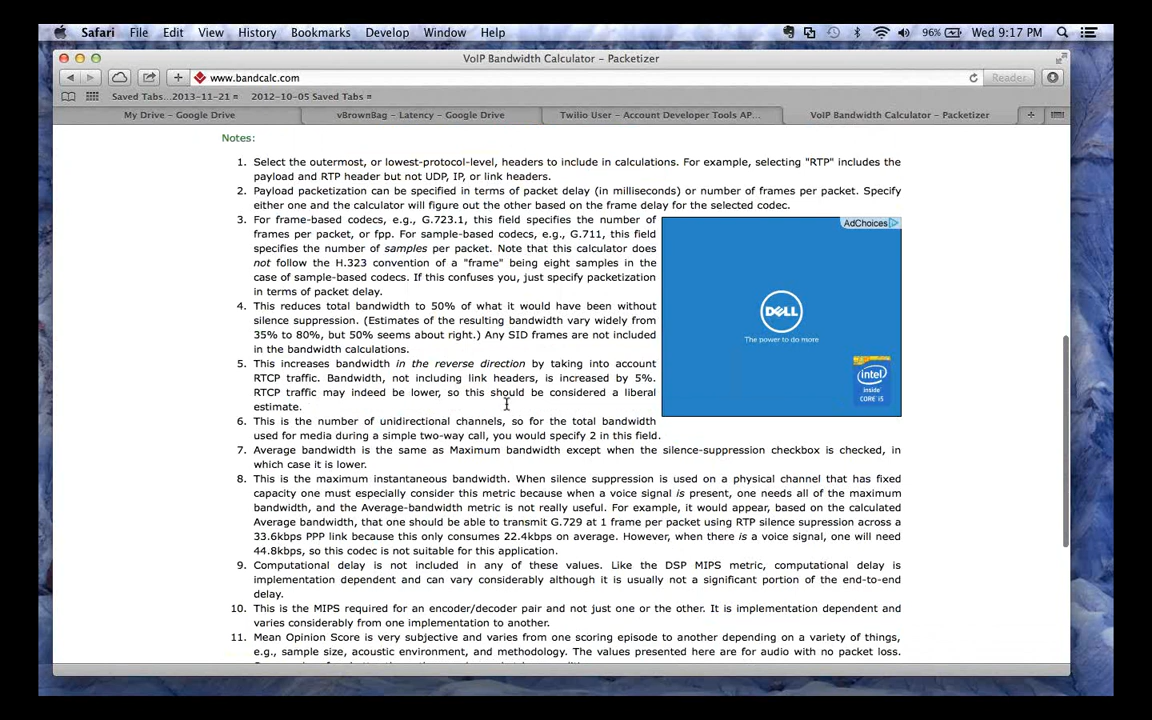 Safari File Edit View History Bookmarks Develop Window Help 96% Wed 9:17 PM
VoIP Bandwidth Calculator – Packetizer
www.bandcalc.com Reader
Saved Tabs...2013-11-21 2012-10-05 Saved Tabs
My Drive – Google Drive vBrownBag – Latency – Google Drive Twilio User – Account Developer Tools AP... VoIP Bandwidth Calculator – Packetizer
Notes:
1. Select the outermost, or lowest-protocol-level, headers to include in calculations. For example, selecting "RTP" includes the
payload and RTP header but not UDP, IP, or link headers.
2. Payload packetization can be specified in terms of packet delay (in milliseconds) or number of frames per packet. Specify
either one and the calculator will figure out the other based on the frame delay for the selected codec.
3. For frame-based codecs, e.g., G.723.1, this field specifies the number of
frames per packet, or fpp. For sample-based codecs, e.g., G.711, this field
specifies the number of samples per packet. Note that this calculator does
not follow the H.323 convention of a "frame" being eight samples in the
case of sample-based codecs. If this confuses you, just specify packetization
in terms of packet delay.
4. This reduces total bandwidth to 50% of what it would have been without
silence suppression. (Estimates of the resulting bandwidth vary widely from
35% to 80%, but 50% seems about right.) Any SID frames are not included
in the bandwidth calculations.
5. This increases bandwidth in the reverse direction by taking into account
RTCP traffic. Bandwidth, not including link headers, is increased by 5%.
RTCP traffic may indeed be lower, so this should be considered a liberal
estimate.
6. This is the number of unidirectional channels, so for the total bandwidth
used for media during a simple two-way call, you would specify 2 in this field.
AdChoices
DELL
The power to do more
intel
inside
CORE i5
7. Average bandwidth is the same as Maximum bandwidth except when the silence-suppression checkbox is checked, in
which case it is lower.
8. This is the maximum instantaneous bandwidth. When silence suppression is used on a physical channel that has fixed
capacity one must especially consider this metric because when a voice signal is present, one needs all of the maximum
bandwidth, and the Average-bandwidth metric is not really useful. For example, it would appear, based on the calculated
Average bandwidth, that one should be able to transmit G.729 at 1 frame per packet using RTP silence supression across a
33.6kbps PPP link because this only consumes 22.4kbps on average. However, when there is a voice signal, one will need
44.8kbps, so this codec is not suitable for this application.
9. Computational delay is not included in any of these values. Like the DSP MIPS metric, computational delay is
implementation dependent and can vary considerably although it is usually not a significant portion of the end-to-end
delay.
10. This is the MIPS required for an encoder/decoder pair and not just one or the other. It is implementation dependent and
varies considerably from one implementation to another.
11. Mean Opinion Score is very subjective and varies from one scoring episode to another depending on a variety of things,
e.g., sample size, acoustic environment, and methodology. The values presented here are for audio with no packet loss.